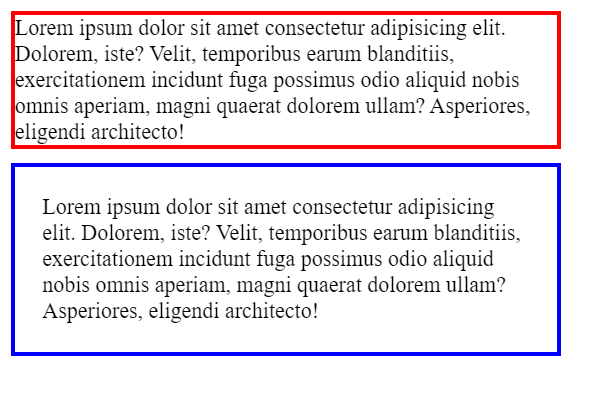 Lorem ipsum dolor sit amet consectetur adipisicing elit.
Dolorem, iste? Velit, temporibus earum blanditiis,
exercitationem incidunt fuga possimus odio aliquid nobis
omnis aperiam, magni quaerat dolorem ullam? Asperiores,
eligendi architecto!
Lorem ipsum dolor sit amet consectetur adipisicing
elit. Dolorem, iste? Velit, temporibus earum blanditiis,
exercitationem incidunt fuga possimus odio aliquid
nobis omnis aperiam, magni quaerat dolorem ullam?
Asperiores, eligendi architecto!